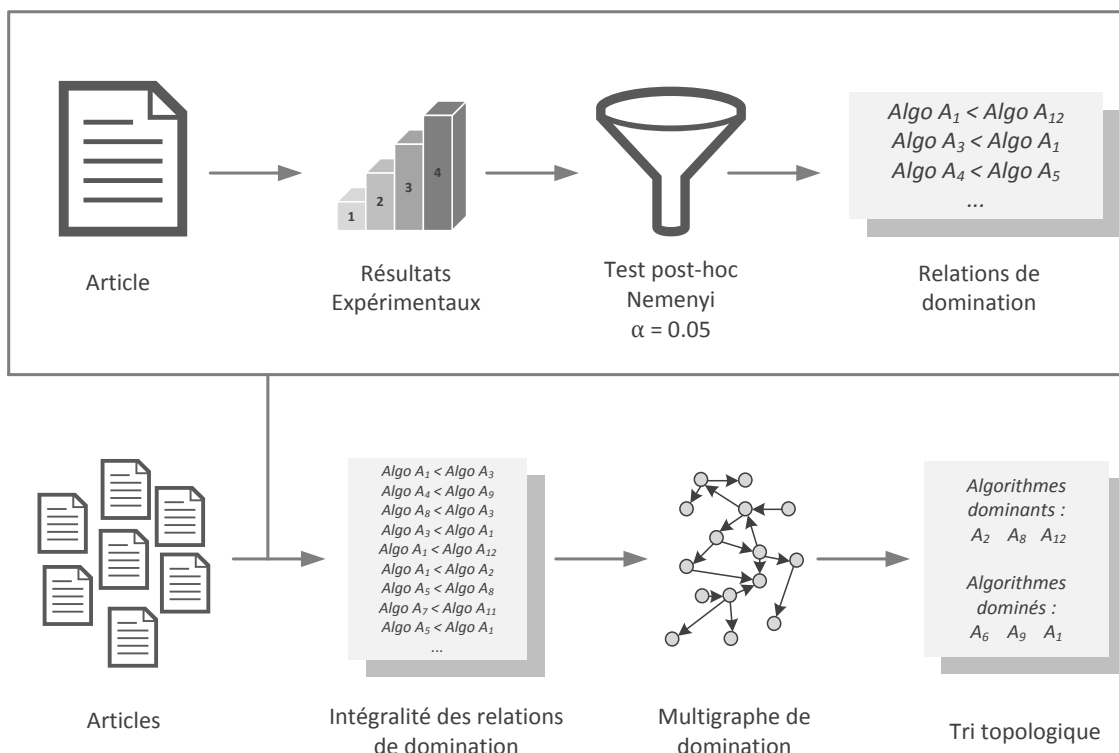 1
2
3
4
Algo A₁ < Algo A₁₂
Algo A₃ < Algo A₁
Algo A₄ < Algo A₅
...
Article
Résultats
Expérimentaux
Test post-hoc
Nemenyi
α = 0.05
Relations de
domination
Algo A₁ < Algo A₃
Algo A₄ < Algo A₉
Algo A₈ < Algo A₃
Algo A₃ < Algo A₁
Algo A₁ < Algo A₁₂
Algo A₁ < Algo A₂
Algo A₅ < Algo A₈
Algo A₇ < Algo A₁₁
Algo A₅ < Algo A₁
...
Algorithmes
dominants :
A₂ A₈ A₁₂
Algorithmes
dominés :
A₆ A₉ A₁
Articles
Intégralité des relations
de domination
Multigraphe de
domination
Tri topologique